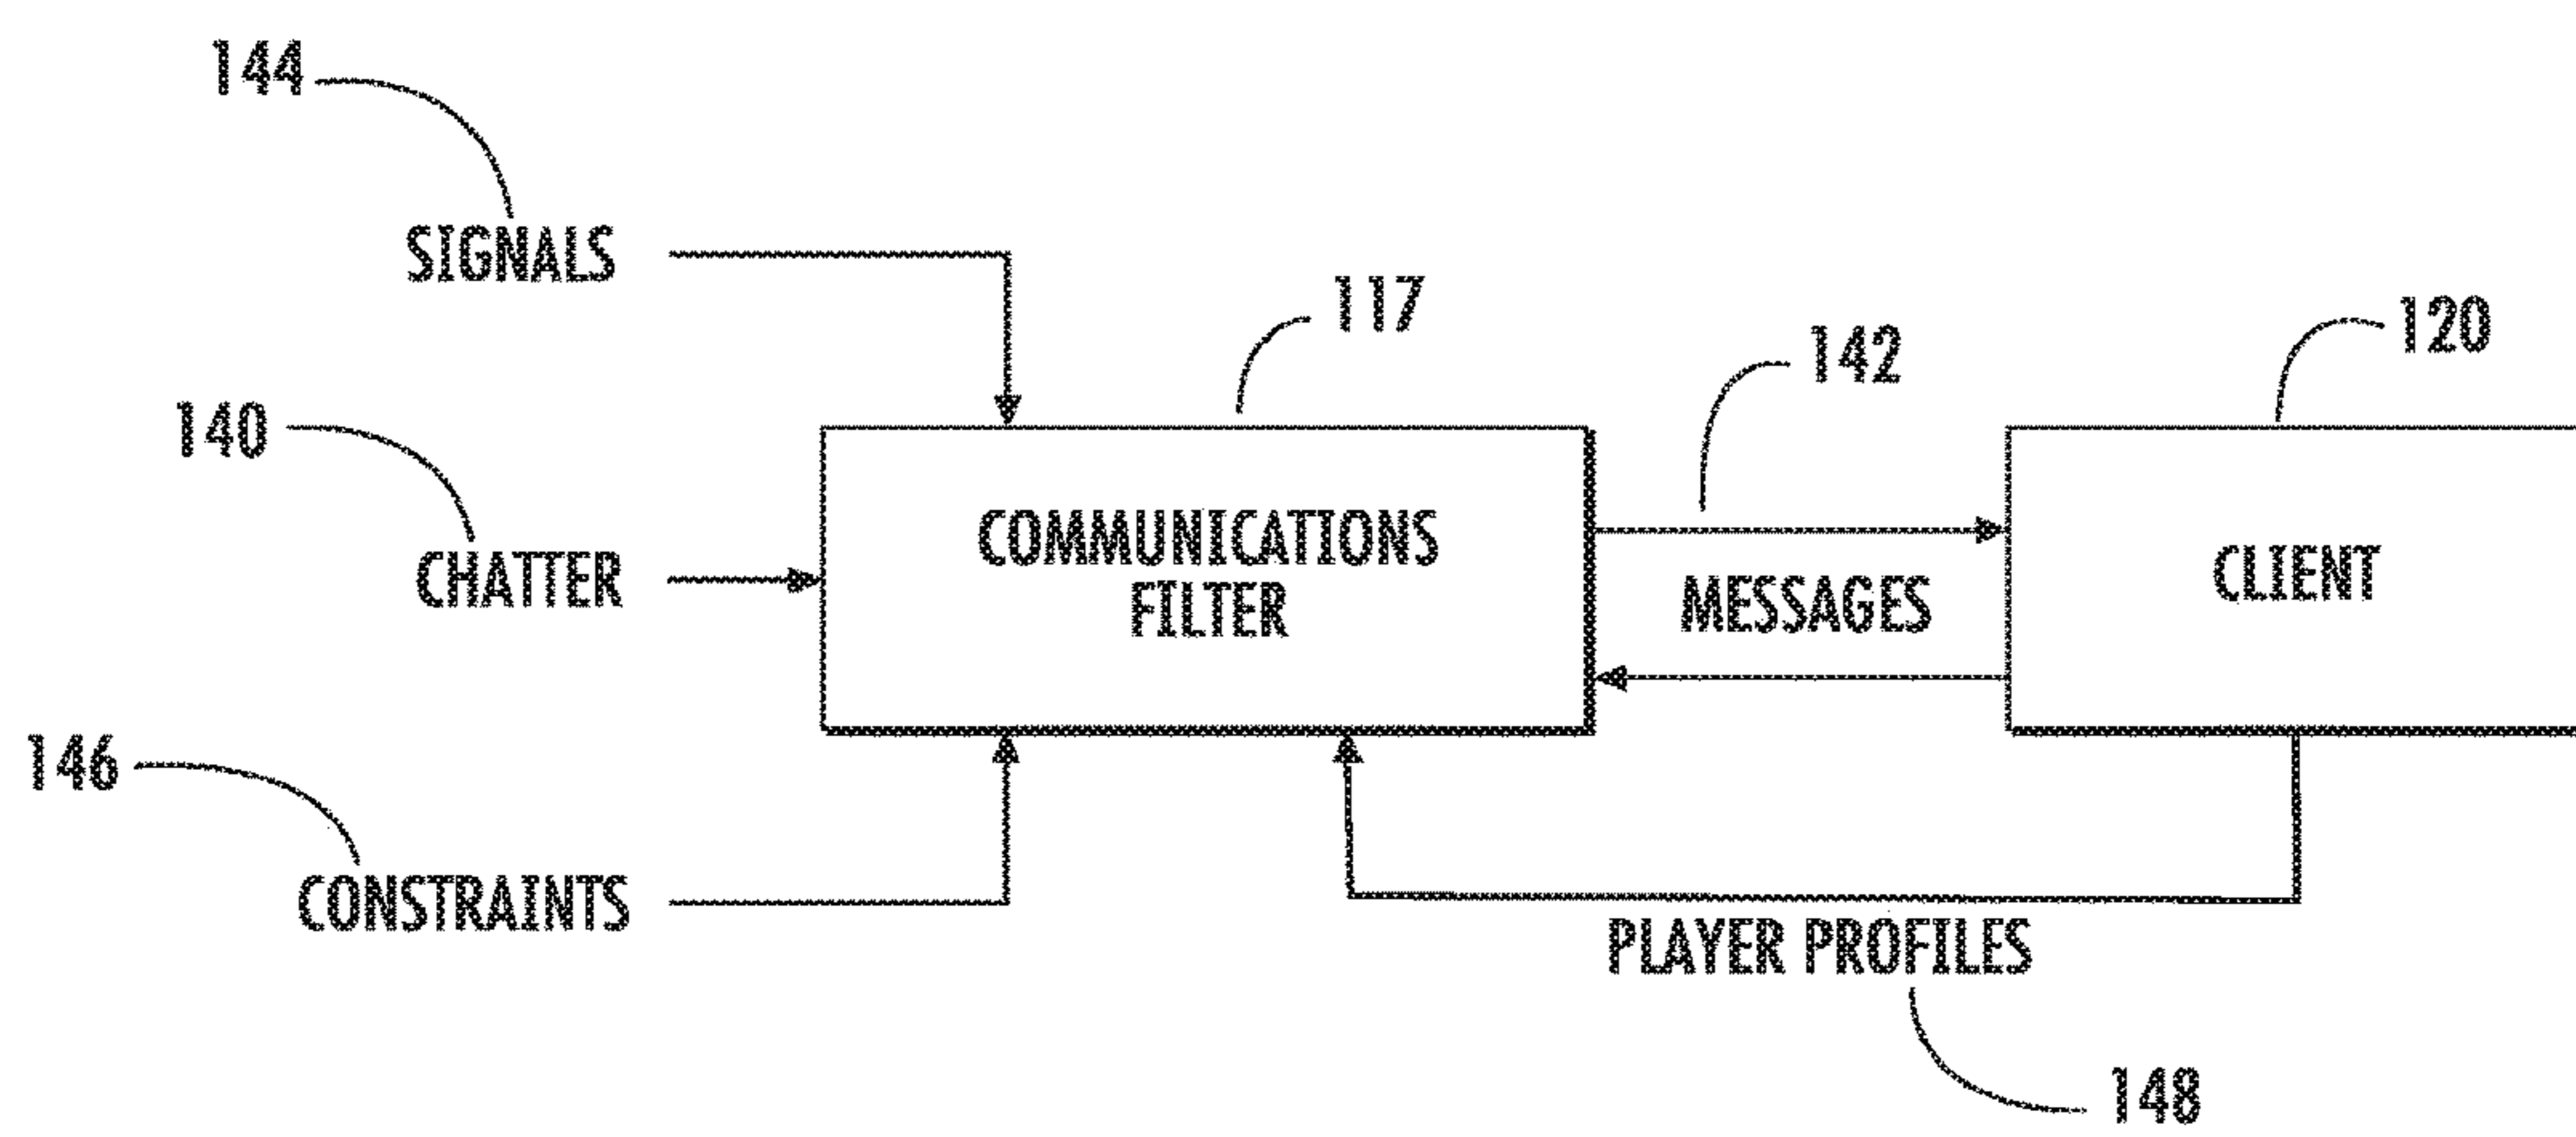 144
SIGNALS
117
142
120
140
CHATTER
COMMUNICATIONS
FILTER
MESSAGES
CLIENT
146
CONSTRAINTS
PLAYER PROFILES
148